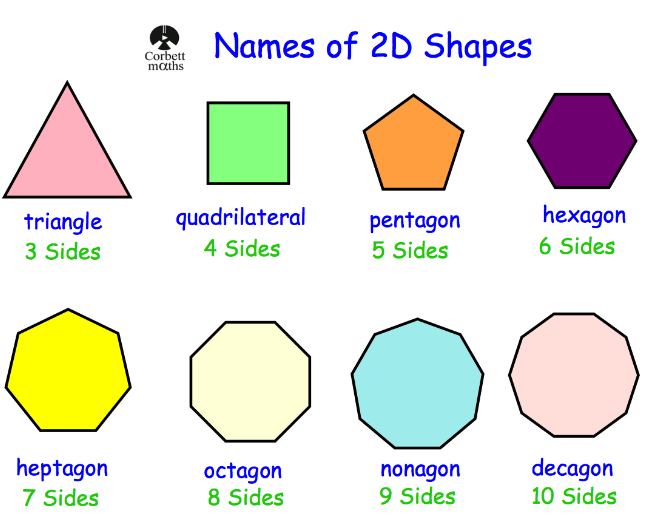 Corbett
mαths
Names of 2D Shapes
triangle
3 Sides
quadrilateral
4 Sides
pentagon
5 Sides
hexagon
6 Sides
heptagon
7 Sides
octagon
8 Sides
nonagon
9 Sides
decagon
10 Sides